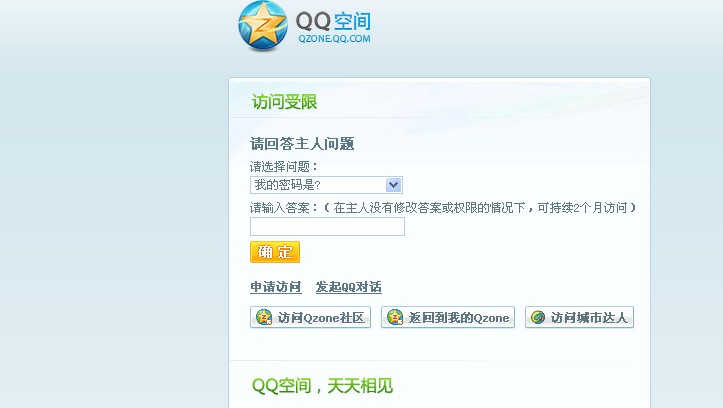 QQ空间
QZONE.QQ.COM
访问受限
请回答主人问题
请选择问题：
我的密码是?
请输入答案：（在主人没有修改答案或权限的情况下，可持续2个月访问）
确 定
申请访问 发起QQ对话
访问Qzone社区 返回到我的Qzone 访问城市达人
QQ空间，天天相见